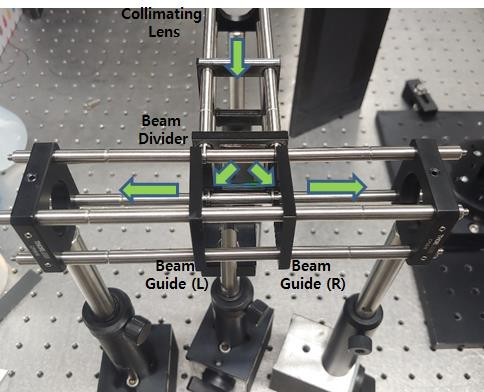 Collimating
Lens
Beam
Divider
Beam
Guide (L)
Beam
Guide (R)